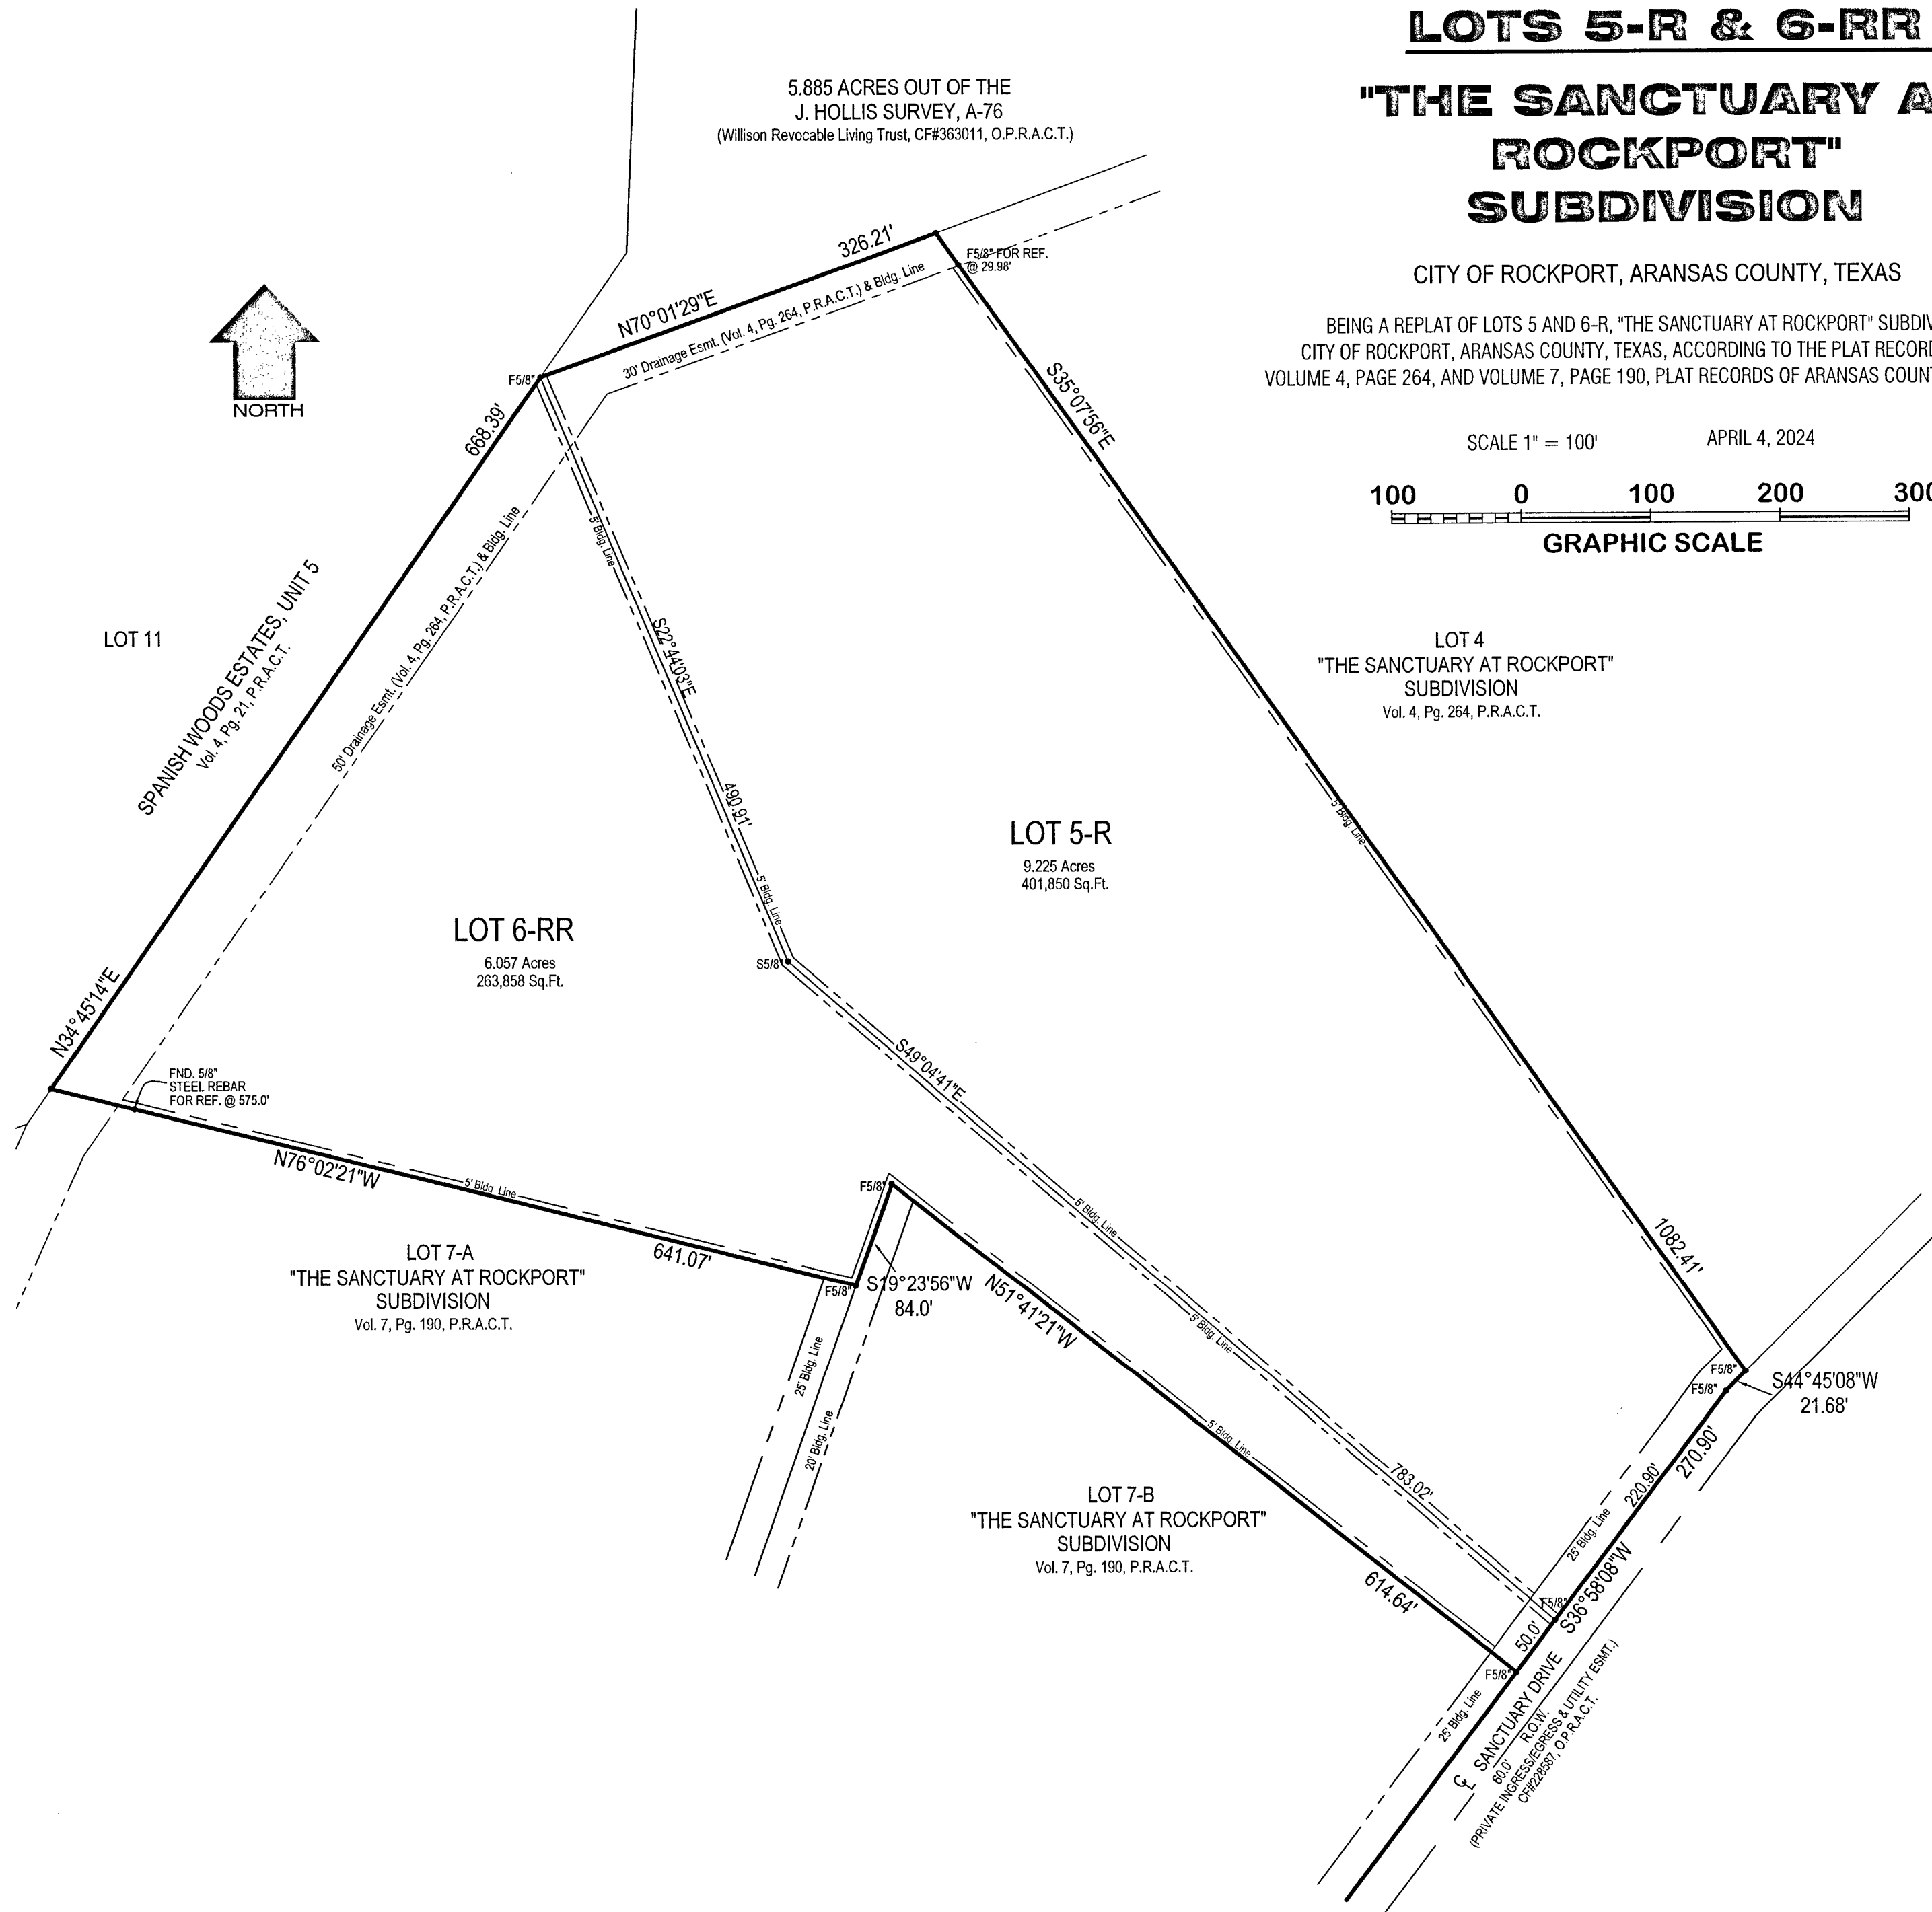 LOTS 5-R & 6-RR
"THE SANCTUARY A
ROCKPORT"
SUBDIVISION
CITY OF ROCKPORT, ARANSAS COUNTY, TEXAS
BEING A REPLAT OF LOTS 5 AND 6-R, "THE SANCTUARY AT ROCKPORT" SUBDIV
CITY OF ROCKPORT, ARANSAS COUNTY, TEXAS, ACCORDING TO THE PLAT RECORD
VOLUME 4, PAGE 264, AND VOLUME 7, PAGE 190, PLAT RECORDS OF ARANSAS COUN
SCALE 1" = 100'
APRIL 4, 2024
100 0 100 200 300
GRAPHIC SCALE
5.885 ACRES OUT OF THE
J. HOLLIS SURVEY, A-76
(Willison Revocable Living Trust, CF#363011, O.P.R.A.C.T.)
NORTH
326.21'
N70°01'29"E
F5/8" FOR REF.
@ 29.98'
30' Drainage Esmt. (Vol. 4, Pg. 264, P.R.A.C.T.) & Bldg. Line
F5/8"
668.39'
S35°07'56"E
5' Bldg. Line
50' Drainage Esmt. (Vol. 4, Pg. 264, P.R.A.C.T.) & Bldg. Line
LOT 11
SPANISH WOODS ESTATES, UNIT 5
Vol. 4, Pg. 21, P.R.A.C.T.
S22°44'03"E
490.91'
5' Bldg. Line
LOT 4
"THE SANCTUARY AT ROCKPORT"
SUBDIVISION
Vol. 4, Pg. 264, P.R.A.C.T.
5' Bldg. Line
LOT 5-R
9.225 Acres
401,850 Sq.Ft.
LOT 6-RR
6.057 Acres
263,858 Sq.Ft.
S5/8"
N34°45'14"E
FND. 5/8"
STEEL REBAR
FOR REF. @ 575.0'
S49°04'41"E
N76°02'21"W
5' Bldg. Line
641.07'
F5/8"
5' Bldg. Line
5' Bldg. Line
1082.41'
LOT 7-A
"THE SANCTUARY AT ROCKPORT"
SUBDIVISION
Vol. 7, Pg. 190, P.R.A.C.T.
F5/8"
S19°23'56"W
84.0'
N51°41'21"W
25' Bldg. Line
20' Bldg. Line
5' Bldg. Line
F5/8"
F5/8"
S44°45'08"W
21.68'
270.90'
220.90'
783.02'
LOT 7-B
"THE SANCTUARY AT ROCKPORT"
SUBDIVISION
Vol. 7, Pg. 190, P.R.A.C.T.
25' Bldg. Line
614.64'
F5/8"
S36°58'08"W
50.0'
F5/8"
25' Bldg. Line
℄ SANCTUARY DRIVE
60.0' R.O.W.
(PRIVATE INGRESS/EGRESS & UTILITY ESMT.)
CF#228587, O.P.R.A.C.T.